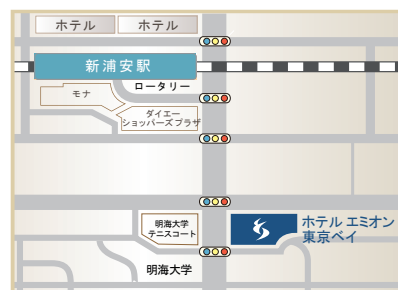 ホテル ホテル
新浦安駅
ロータリー
モナ
ダイエー
ショッパーズプラザ
明海大学
テニスコート
ホテル エミオン
東京ベイ
明海大学